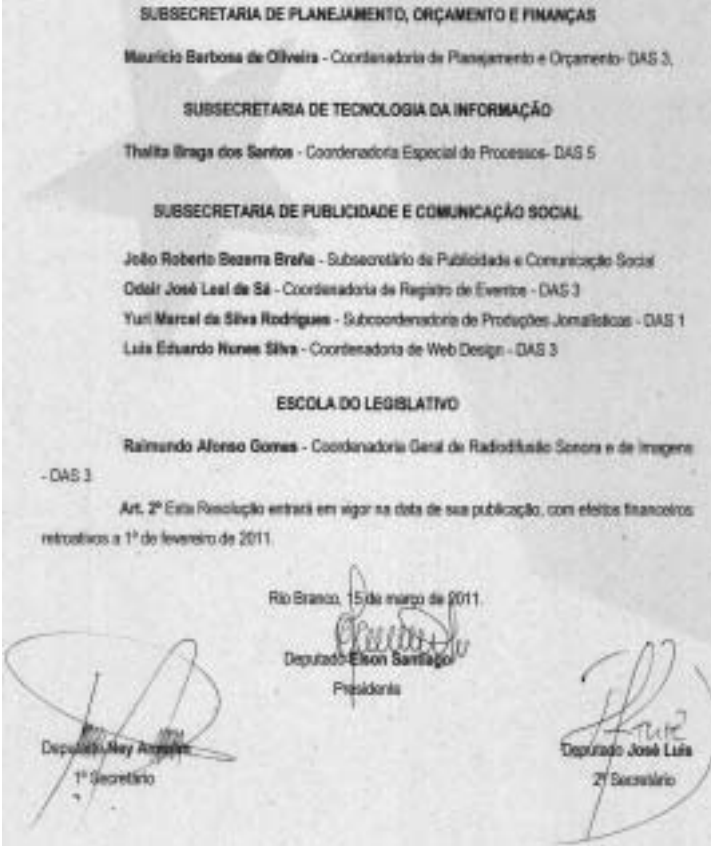 SUBSECRETARIA DE PLANEJAMENTO, ORÇAMENTO E FINANÇAS
Mauricio Barbosa de Oliveira - Coordenadoria de Planejamento e Orçamento- DAS 3.
SUBSECRETARIA DE TECNOLOGIA DA INFORMAÇÃO
Thalita Braga dos Santos - Coordenadoria Especial de Processos- DAS 5
SUBSECRETARIA DE PUBLICIDADE E COMUNICAÇÃO SOCIAL
João Roberto Bezerra Braña - Subsecretário de Publicidade e Comunicação Social
Odair José Leal de Sá - Coordenadoria de Registro de Eventos - DAS 3
Yuri Marcel da Silva Rodrigues - Subcoordenadoria de Produções Jornalísticas - DAS 1
Luis Eduardo Nunes Silva - Coordenadoria de Web Design - DAS 3
ESCOLA DO LEGISLATIVO
Raimundo Afonso Gomes - Coordenadoria Geral de Radiodifusão Sonora e de Imagens
- DAS 3
Art. 2º Esta Resolução entrará em vigor na data de sua publicação, com efeitos financeiros
retroativos a 1º de fevereiro de 2011.
Rio Branco, 15 de março de 2011.
Deputado Elson Santiago
Presidente
Deputado Ney
1º Secretário
Deputado José Luis
2º Secretário